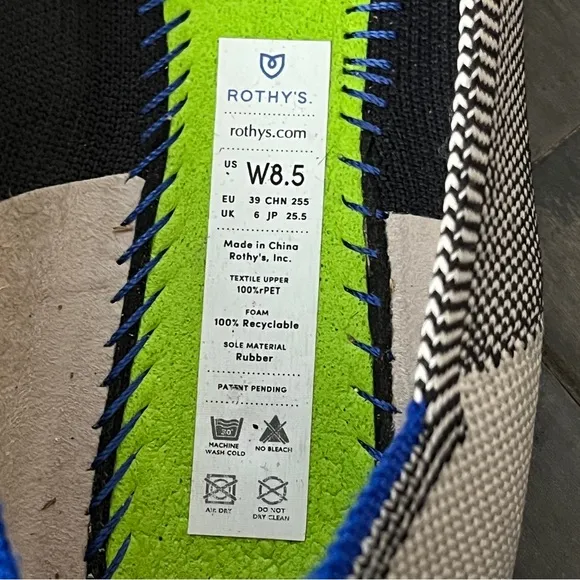 ROTHY'S.
rothys.com
US W8.5
EU 39 CHN 255
UK 6 JP 25.5
Made in China
Rothy's, Inc.
TEXTILE UPPER
100%rPET
FOAM
100% Recyclable
SOLE MATERIAL
Rubber
PATENT PENDING
30°
MACHINE
WASH COLD
NO BLEACH
AIR DRY
DO NOT
DRY CLEAN